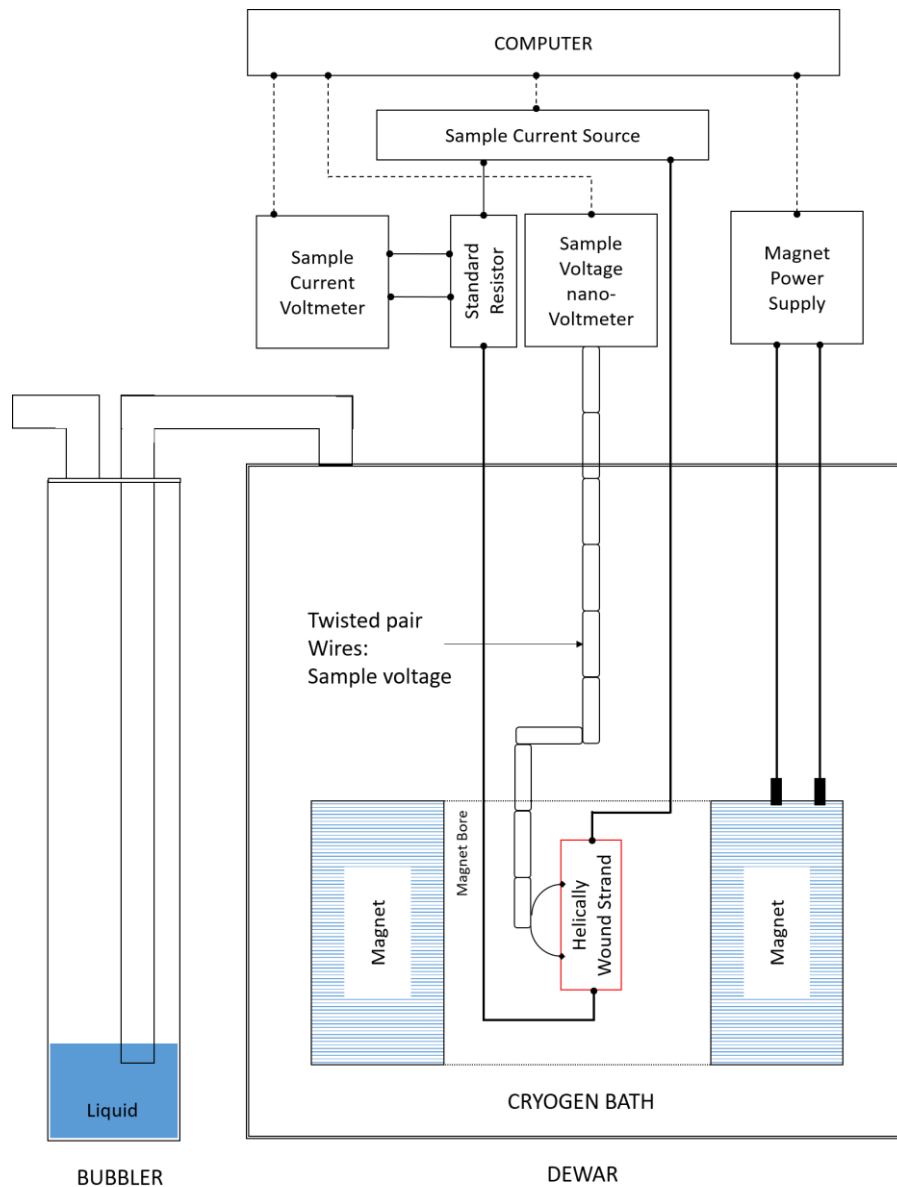 COMPUTER
Sample Current Source
Sample
Current
Voltmeter
Standard
Resistor
Sample
Voltage
nano-
Voltmeter
Magnet
Power
Supply
Twisted pair
Wires:
Sample voltage
Magnet
Magnet Bore
Helically
Wound Strand
Magnet
Liquid
CRYOGEN BATH
BUBBLER
DEWAR